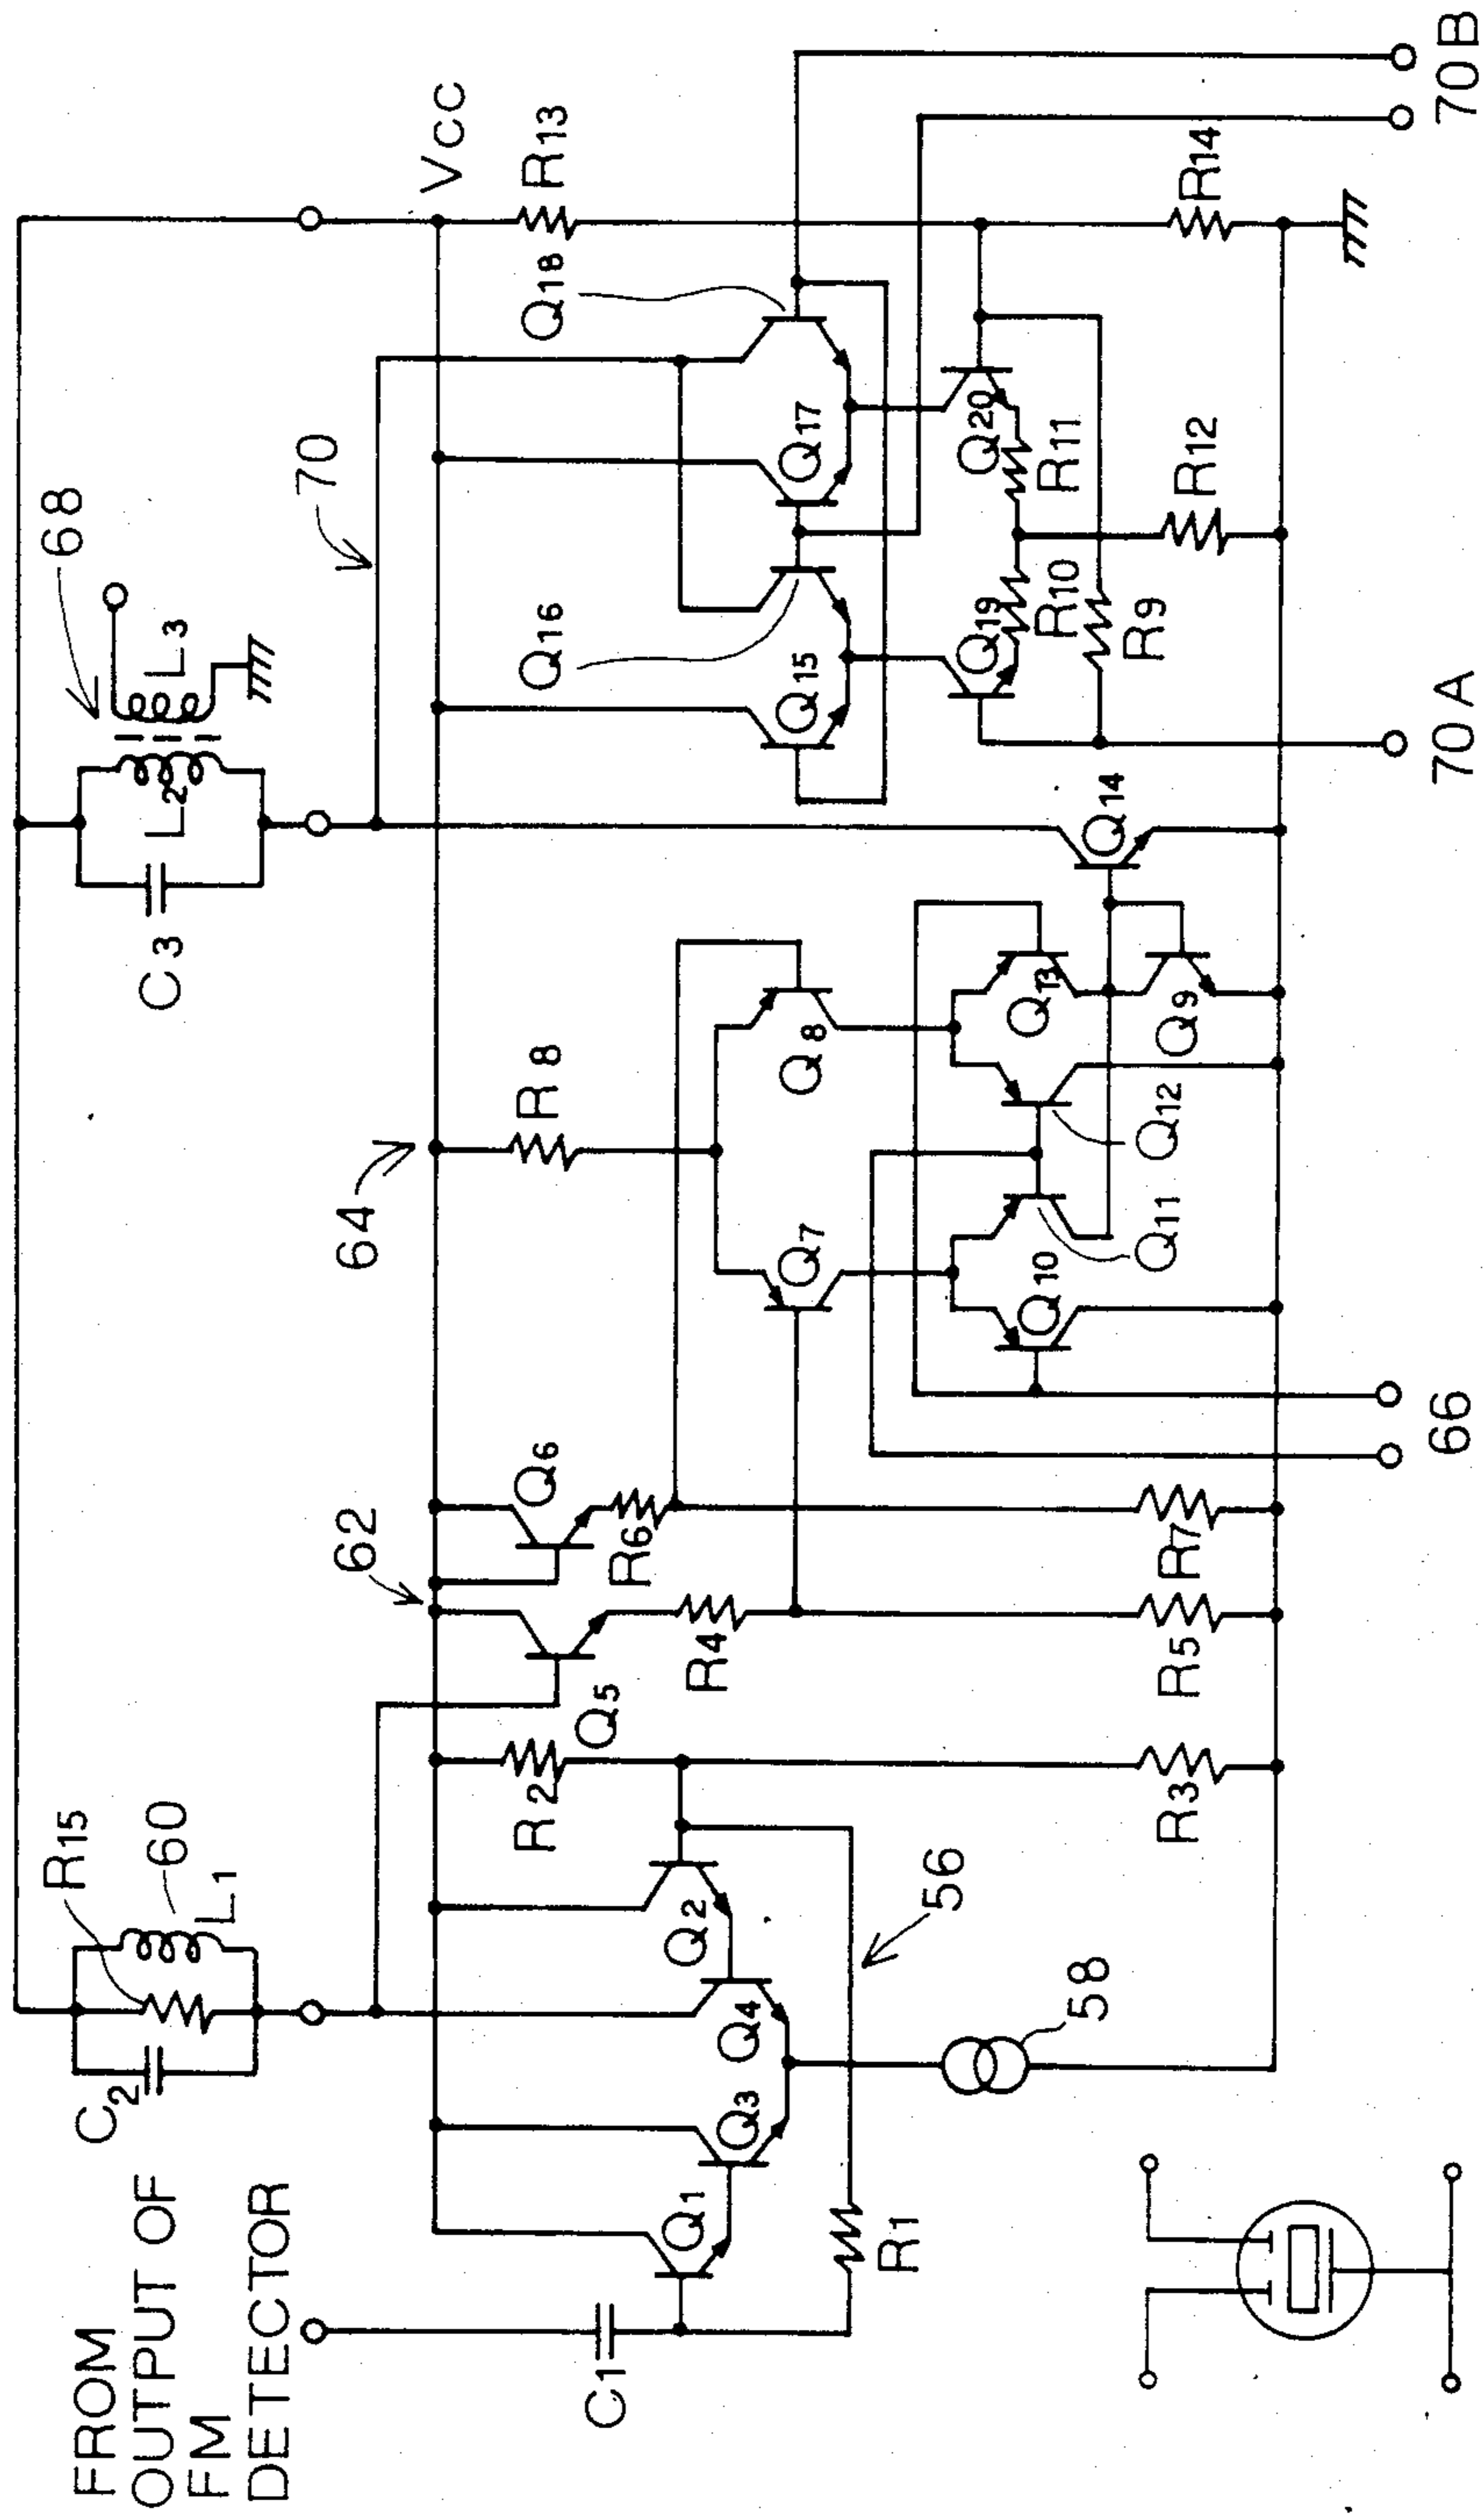 FROM
OUTPUT OF
FM
DETECTOR
C2
R15
60
L1
C3
L2
L3
68
62
64
70
Vcc
C1
Q1
Q3
Q4
Q2
R2
Q5
R4
R6
Q6
Q7
R8
Q8
Q15
Q16
Q17
Q18
R13
R1
58
56
R3
R5
R7
Q10
Q11
Q12
Q13
Q9
Q14
Q19
R10
R9
Q20
R11
R12
R14
66
70A
70B